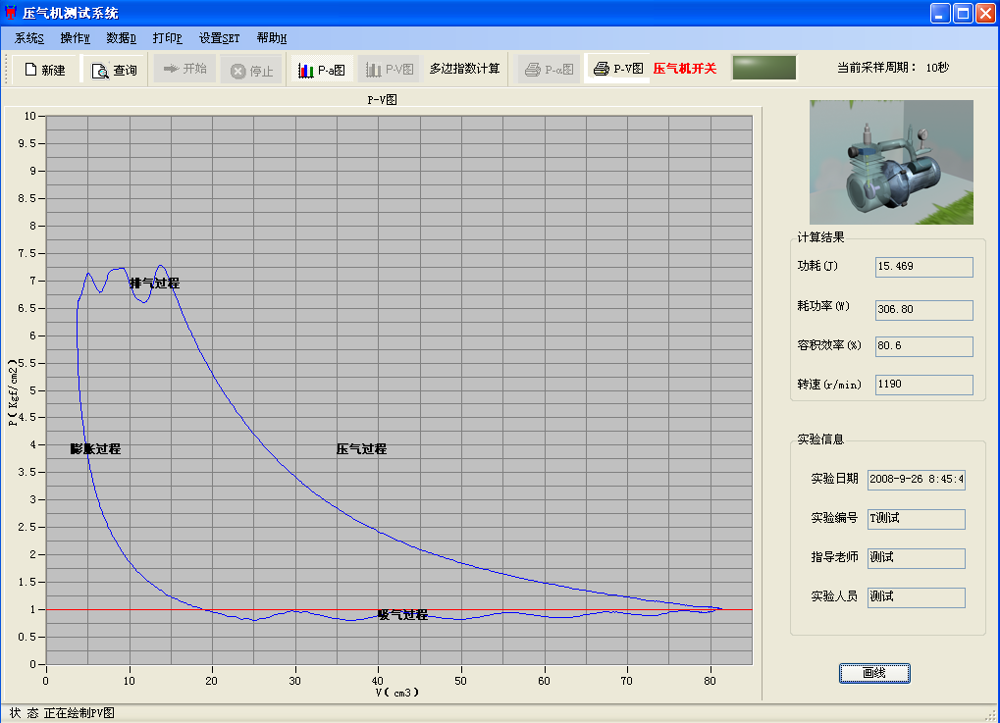 压气机测试系统
系统S 操作W 数据D 打印P 设置SET 帮助H
新建 查询 开始 停止 P-a图 P-V图 多边指数计算 P-α图 P-V图 压气机开关 当前采样周期： 10秒
P-V图
10
9.5
9
8.5
8
7.5
7
6.5
6
5.5
5
4.5
4
3.5
3
2.5
2
1.5
1
0.5
0
P(Kgf/cm2)
排气过程
膨胀过程
压气过程
吸气过程
0 10 20 30 40 50 60 70 80
V(cm3)
计算结果
功耗(J) 15.469
耗功率(W) 306.80
容积效率(%) 80.6
转速(r/min) 1190
实验信息
实验日期 2008-9-26 8:45:4
实验编号 T测试
指导老师 测试
实验人员 测试
画线
状 态 正在绘制PV图